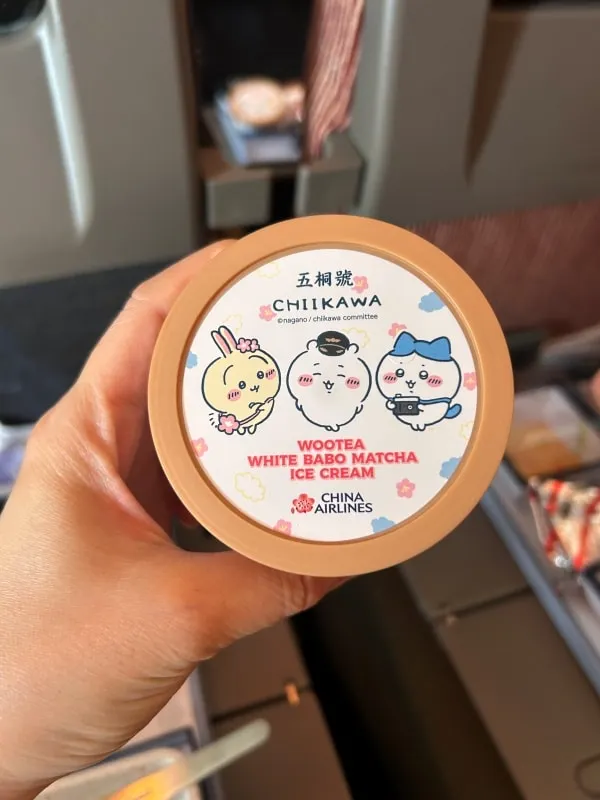 五桐號
CHIIKAWA
©nagano / chiikawa committee
WOOTEA
WHITE BABO MATCHA
ICE CREAM
CHINA
AIRLINES